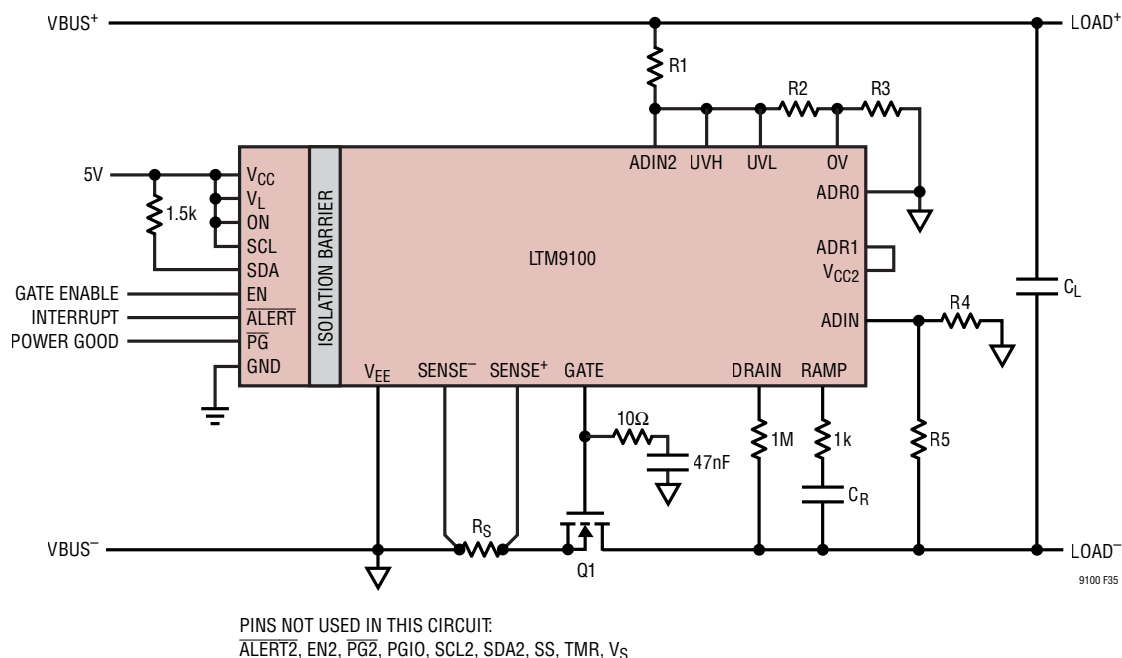 VBUS+
LOAD+
R1
R2
R3
ADIN2
UVH
UVL
OV
5V
1.5k
VCC
VL
ON
SCL
SDA
EN
ALERT
PG
GND
GATE ENABLE
INTERRUPT
POWER GOOD
ISOLATION BARRIER
LTM9100
ADR0
ADR1
VCC2
ADIN
R4
CL
VEE
SENSE−
SENSE+
GATE
DRAIN
RAMP
10Ω
47nF
1M
1k
R5
CR
RS
Q1
VBUS−
LOAD−
9100 F35
PINS NOT USED IN THIS CIRCUIT:
ALERT2, EN2, PG2, PGIO, SCL2, SDA2, SS, TMR, VS